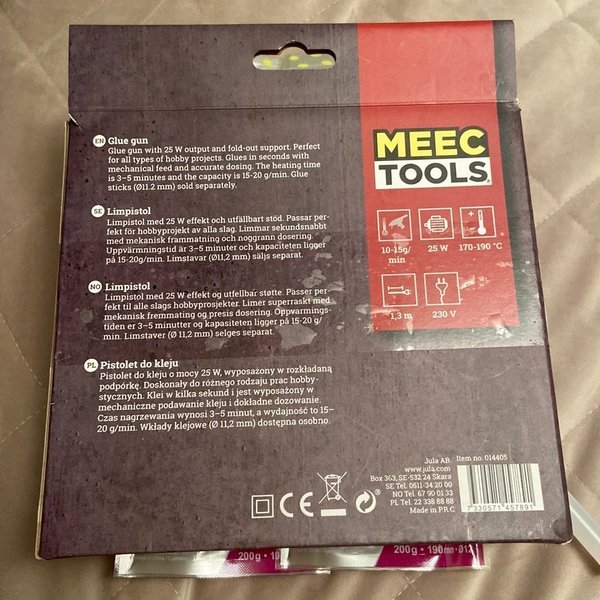 EN Glue gun
Glue gun with 25 W output and fold-out support. Perfect
for all types of hobby projects. Glues in seconds with
mechanical feed and accurate dosing. The heating time
is 3–5 minutes and the capacity is 15-20 g/min. Glue
sticks (Ø11.2 mm) sold separately.
SE Limpistol
Limpistol med 25 W effekt och utfällbart stöd. Passar per-
fekt för hobbyprojekt av alla slag. Limmar sekundsnabbt
med mekanisk frammatning och noggrann dosering.
Uppvärmningstid är 3–5 minuter och kapaciteten ligger
på 15-20g/min. Limstavar (Ø11,2 mm) säljs separat.
NO Limpistol
Limpistol med 25 W effekt og utfellbar støtte. Passer per-
fekt til alle slags hobbyprosjekter. Limer superraskt med
mekanisk fremmating og presis dosering. Oppvarmings-
tiden er 3–5 minutter og kapasiteten ligger på 15-20 g/
min. Limstaver (Ø11,2 mm) selges separat.
PL Pistolet do kleju
Pistolet do kleju o mocy 25 W, wyposażony w rozkładaną
podpórkę. Doskonały do różnego rodzaju prac hobby-
stycznych. Klei w kilka sekund i jest wyposażony w
mechaniczne podawanie kleju i dokładne dozowanie.
Czas nagrzewania wynosi 3–5 minut, a wydajność to 15–
20 g/min. Wkłady klejowe (Ø 11,2 mm) dostępna osobno.
MEEC
TOOLS®
10-15g/
min
25 W
170-190 °C
1,3 m
230 V
Jula AB
www.jula.com
Box 363, SE-532 24 Skara
SE Tel. 0511-34 20 00
NO Tel. 67 90 01 33
PL Tel. 22 338 88 88
Made in P.R.C
Item no. 014405
7 330571 457891
CE
200g • 19
200g • 190mm • Ø12